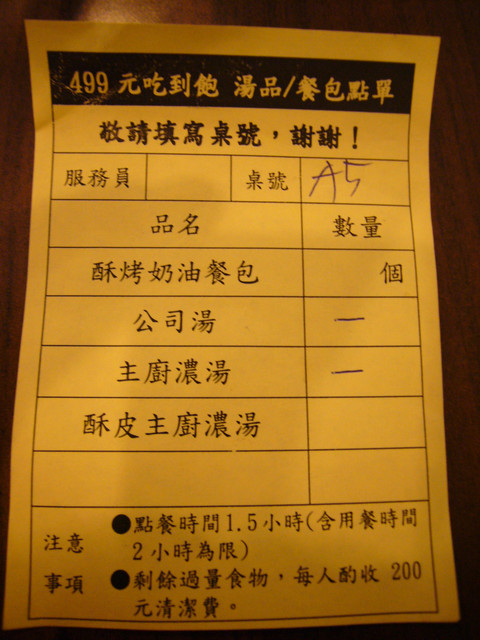 499 元吃到飽 湯品/餐包點單
敬請填寫桌號，謝謝！
服務員 桌號 A5
品名 數量
酥烤奶油餐包 個
公司湯 一
主廚濃湯 一
酥皮主廚濃湯
注意事項
●點餐時間1.5小時(含用餐時間
2小時為限)
●剩餘過量食物，每人酌收 200
元清潔費。